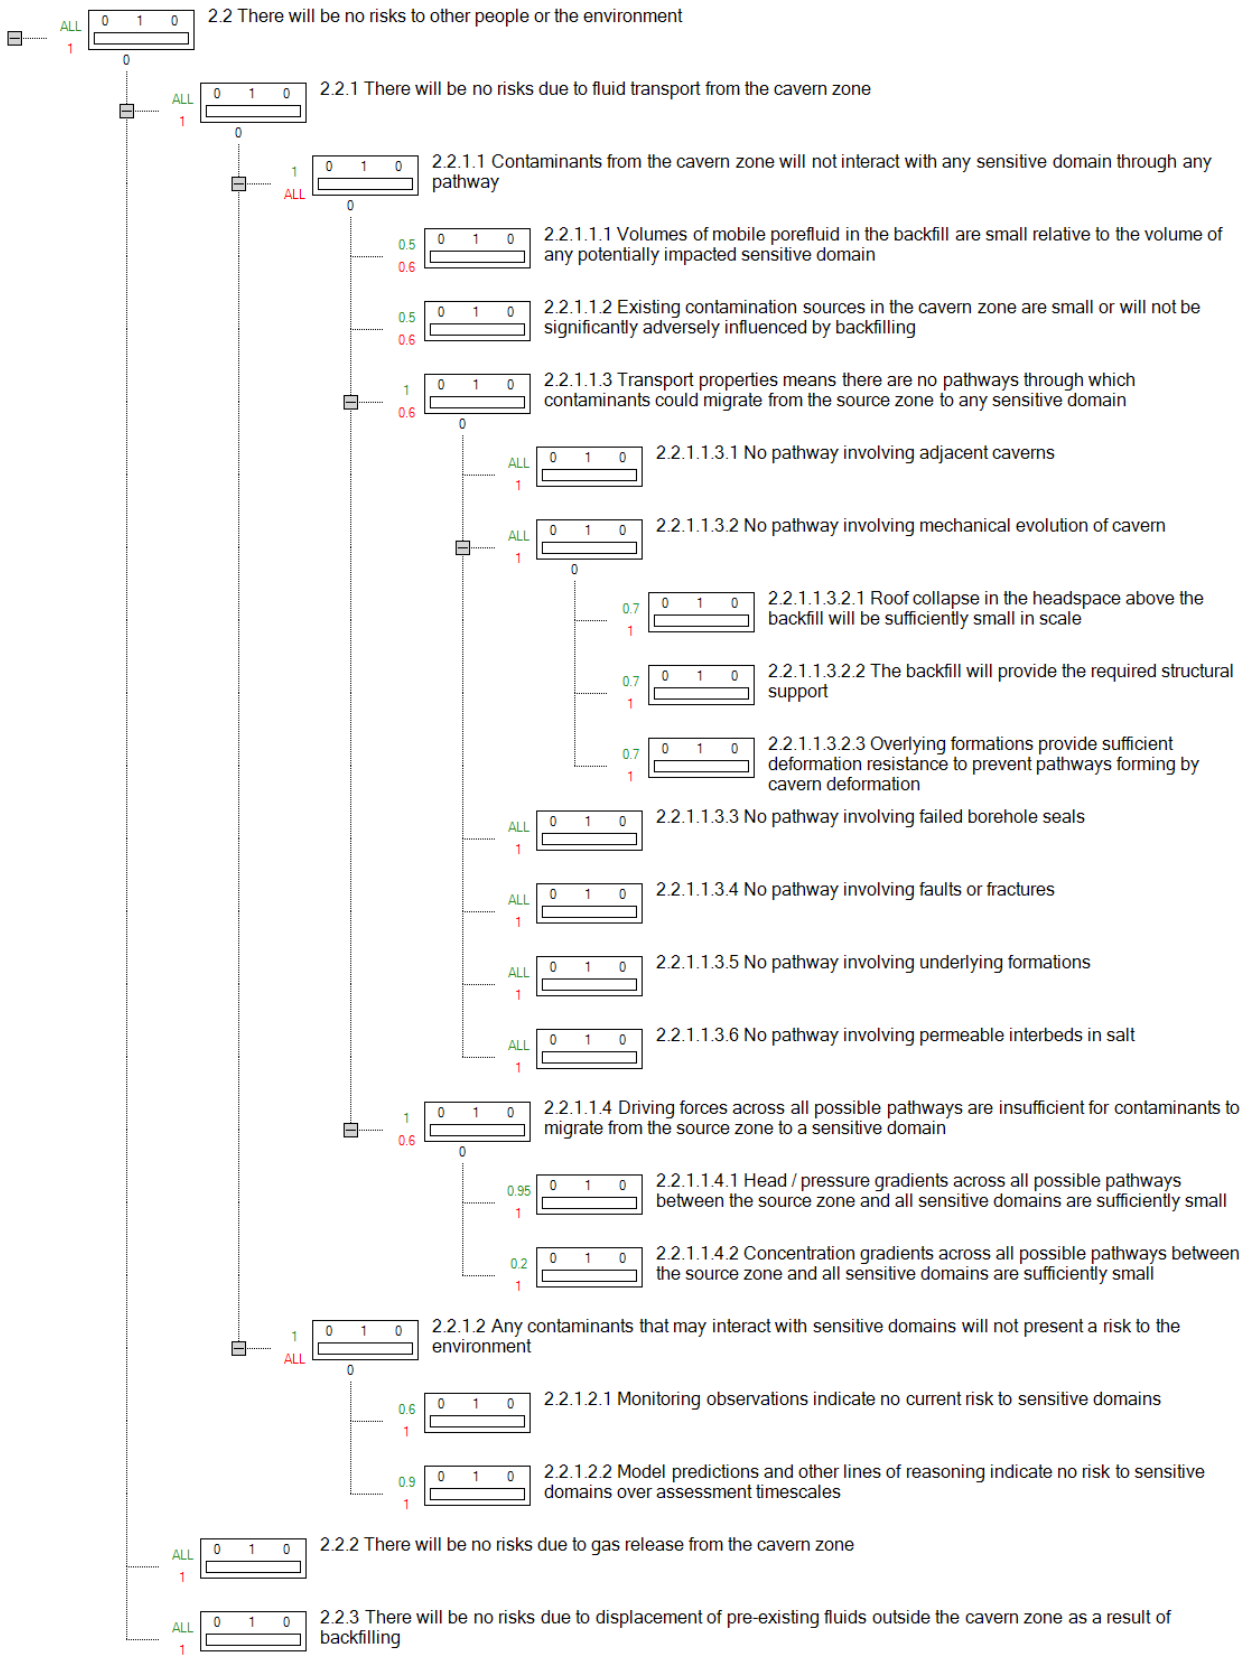 2.2 There will be no risks to other people or the environment
ALL 0 1 0
1
0
2.2.1 There will be no risks due to fluid transport from the cavern zone
ALL 0 1 0
1
0
2.2.1.1 Contaminants from the cavern zone will not interact with any sensitive domain through any
pathway
1 0 1 0
ALL
0
2.2.1.1.1 Volumes of mobile porefluid in the backfill are small relative to the volume of
any potentially impacted sensitive domain
0.5 0 1 0
0.6
2.2.1.1.2 Existing contamination sources in the cavern zone are small or will not be
significantly adversely influenced by backfilling
0.5 0 1 0
0.6
2.2.1.1.3 Transport properties means there are no pathways through which
contaminants could migrate from the source zone to any sensitive domain
1 0 1 0
0.6
0
2.2.1.1.3.1 No pathway involving adjacent caverns
ALL 0 1 0
1
2.2.1.1.3.2 No pathway involving mechanical evolution of cavern
ALL 0 1 0
1
0
2.2.1.1.3.2.1 Roof collapse in the headspace above the
backfill will be sufficiently small in scale
0.7 0 1 0
1
2.2.1.1.3.2.2 The backfill will provide the required structural
support
0.7 0 1 0
1
2.2.1.1.3.2.3 Overlying formations provide sufficient
deformation resistance to prevent pathways forming by
cavern deformation
0.7 0 1 0
1
2.2.1.1.3.3 No pathway involving failed borehole seals
ALL 0 1 0
1
2.2.1.1.3.4 No pathway involving faults or fractures
ALL 0 1 0
1
2.2.1.1.3.5 No pathway involving underlying formations
ALL 0 1 0
1
2.2.1.1.3.6 No pathway involving permeable interbeds in salt
ALL 0 1 0
1
2.2.1.1.4 Driving forces across all possible pathways are insufficient for contaminants to
migrate from the source zone to a sensitive domain
1 0 1 0
0.6
0
2.2.1.1.4.1 Head / pressure gradients across all possible pathways
between the source zone and all sensitive domains are sufficiently small
0.95 0 1 0
1
2.2.1.1.4.2 Concentration gradients across all possible pathways between
the source zone and all sensitive domains are sufficiently small
0.2 0 1 0
1
2.2.1.2 Any contaminants that may interact with sensitive domains will not present a risk to the
environment
1 0 1 0
ALL
0
2.2.1.2.1 Monitoring observations indicate no current risk to sensitive domains
0.6 0 1 0
1
2.2.1.2.2 Model predictions and other lines of reasoning indicate no risk to sensitive
domains over assessment timescales
0.9 0 1 0
1
2.2.2 There will be no risks due to gas release from the cavern zone
ALL 0 1 0
1
2.2.3 There will be no risks due to displacement of pre-existing fluids outside the cavern zone as a result of
backfilling
ALL 0 1 0
1